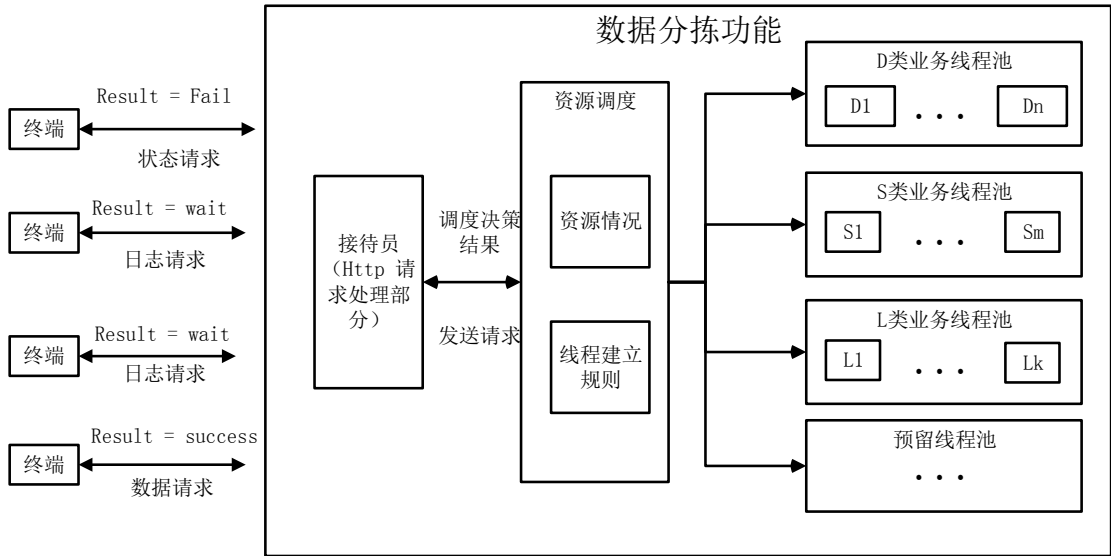 数据分拣功能
Result = Fail
终端
状态请求
Result = wait
终端
日志请求
Result = wait
终端
日志请求
Result = success
终端
数据请求
接待员
（Http 请
求处理部
分）
调度决策
结果
发送请求
资源调度
资源情况
线程建立
规则
D类业务线程池
D1 ... Dn
S类业务线程池
S1 ... Sm
L类业务线程池
L1 ... Lk
预留线程池
...